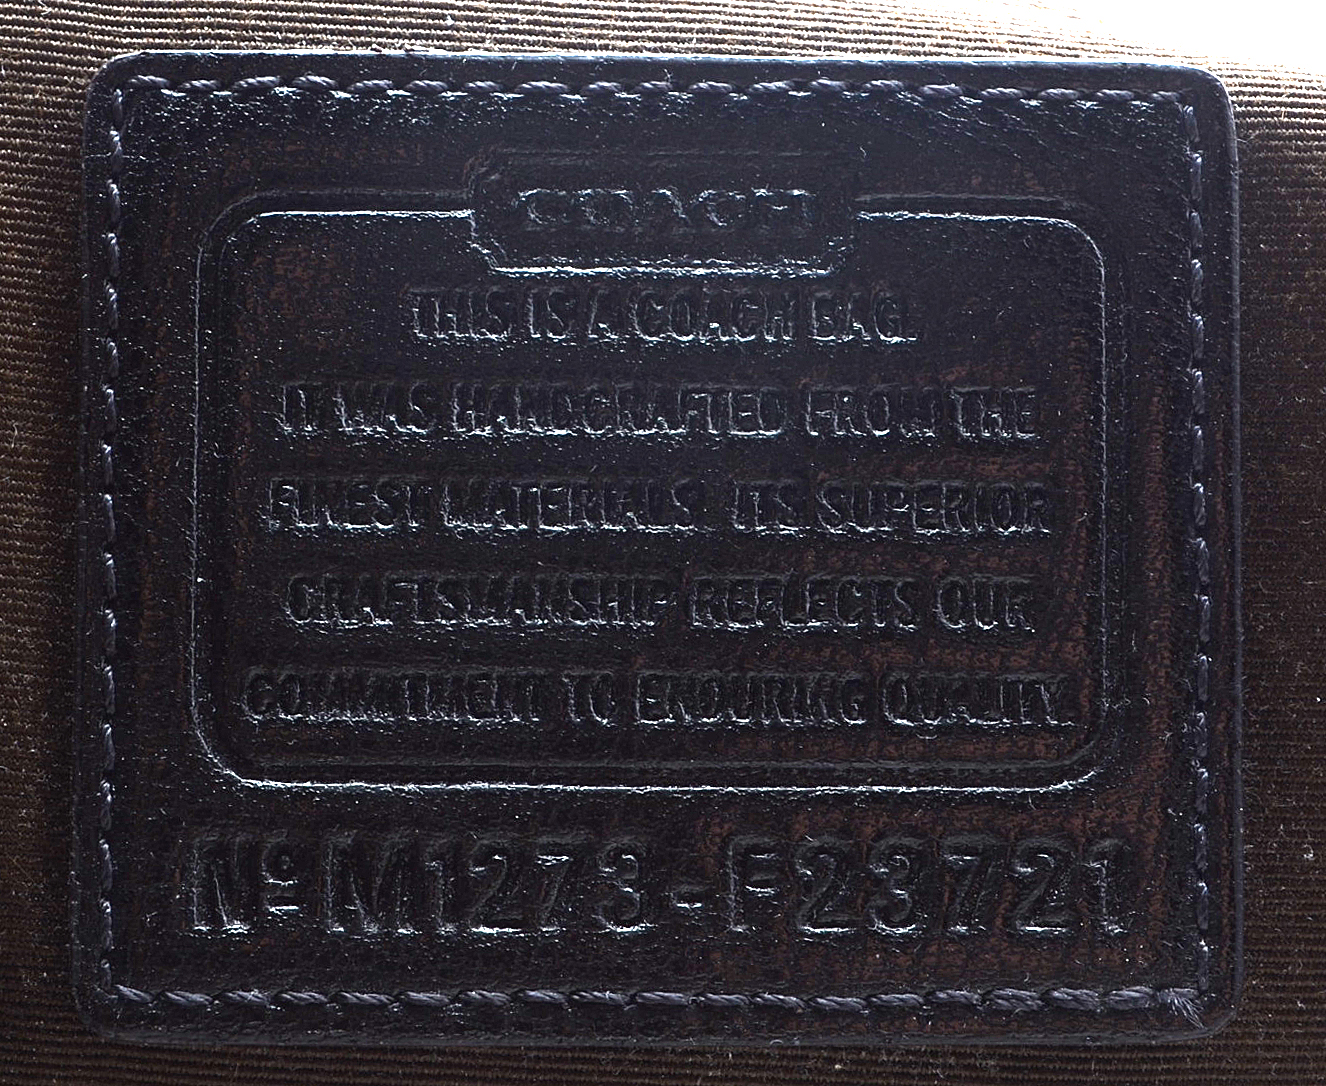 COACH
THIS IS A COACH BAG.
IT WAS HANDCRAFTED FROM THE
FINEST MATERIALS. ITS SUPERIOR
CRAFTSMANSHIP REFLECTS OUR
COMMITMENT TO ENDURING QUALITY.
Nº M1273-F23721